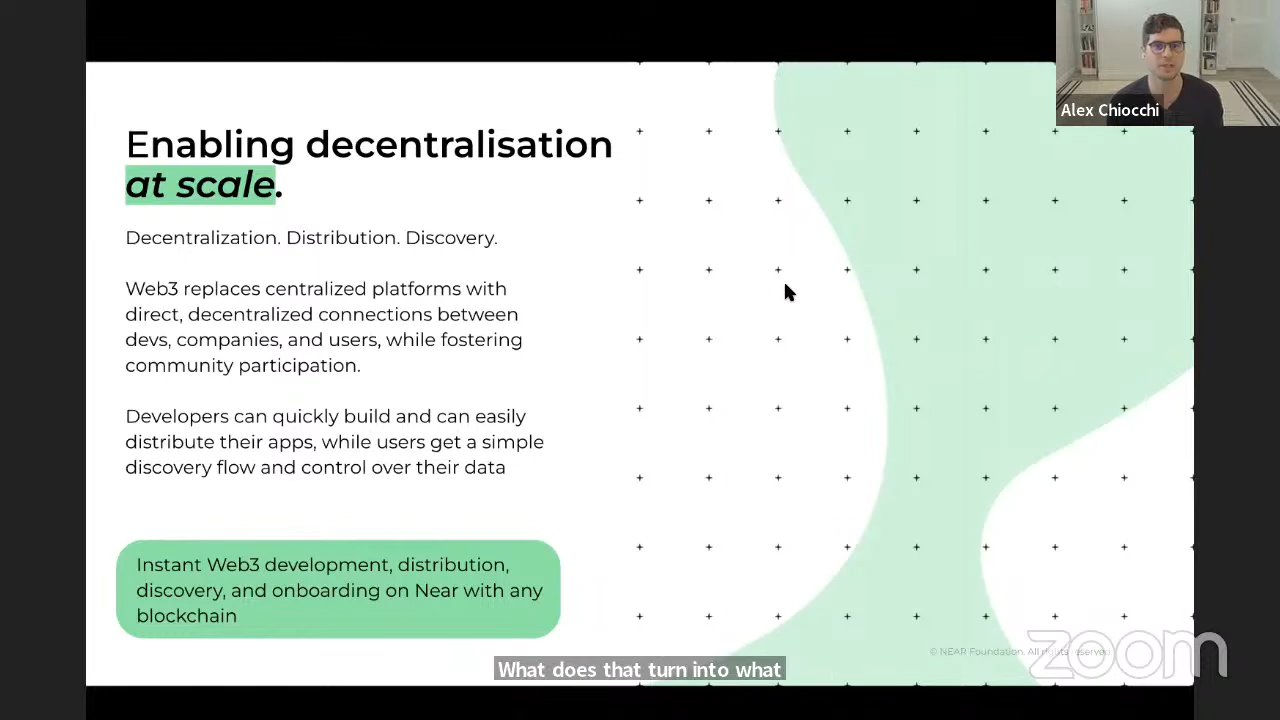 Alex Chiocchi
Enabling decentralisation
at scale.
Decentralization. Distribution. Discovery.
Web3 replaces centralized platforms with
direct, decentralized connections between
devs, companies, and users, while fostering
community participation.
Developers can quickly build and can easily
distribute their apps, while users get a simple
discovery flow and control over their data
Instant Web3 development, distribution,
discovery, and onboarding on Near with any
blockchain
© NEAR Foundation. All rights reserved.
zoom
What does that turn into what